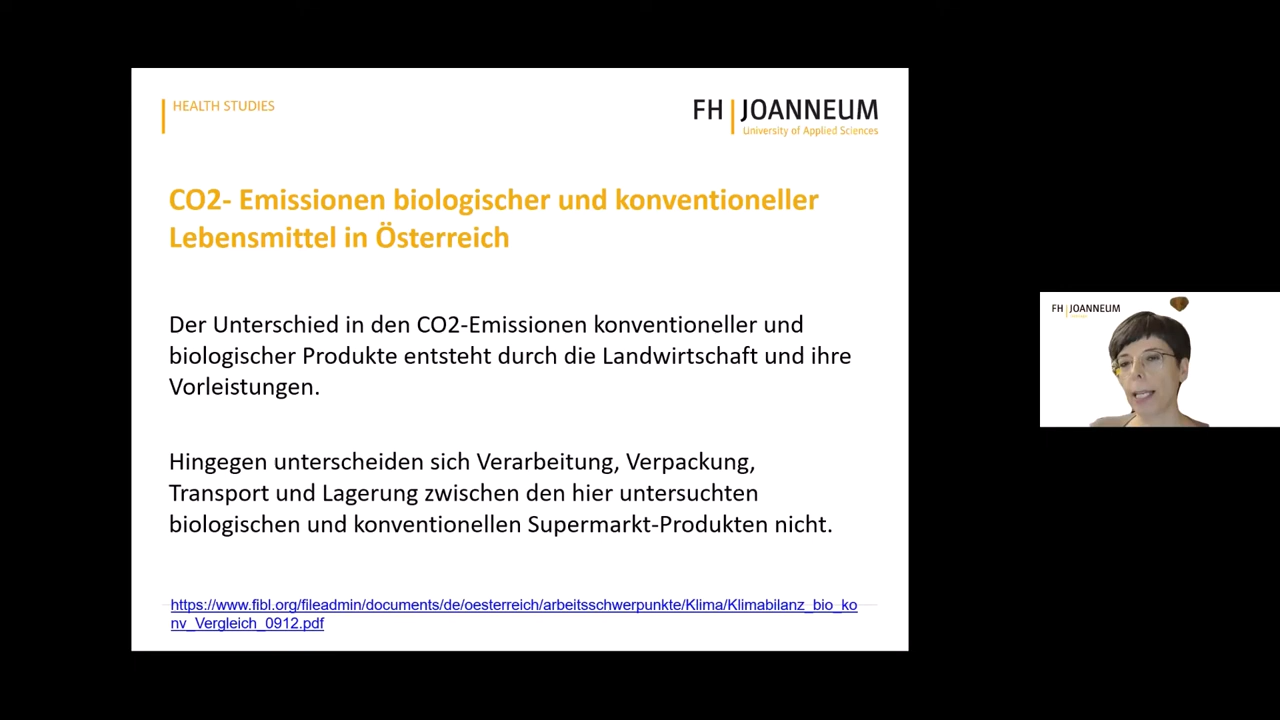 HEALTH STUDIES
FH JOANNEUM
University of Applied Sciences
CO2- Emissionen biologischer und konventioneller
Lebensmittel in Österreich
Der Unterschied in den CO2-Emissionen konventioneller und
biologischer Produkte entsteht durch die Landwirtschaft und ihre
Vorleistungen.
Hingegen unterscheiden sich Verarbeitung, Verpackung,
Transport und Lagerung zwischen den hier untersuchten
biologischen und konventionellen Supermarkt-Produkten nicht.
https://www.fibl.org/fileadmin/documents/de/oesterreich/arbeitsschwerpunkte/Klima/Klimabilanz_bio_ko
nv_Vergleich_0912.pdf
FH JOANNEUM